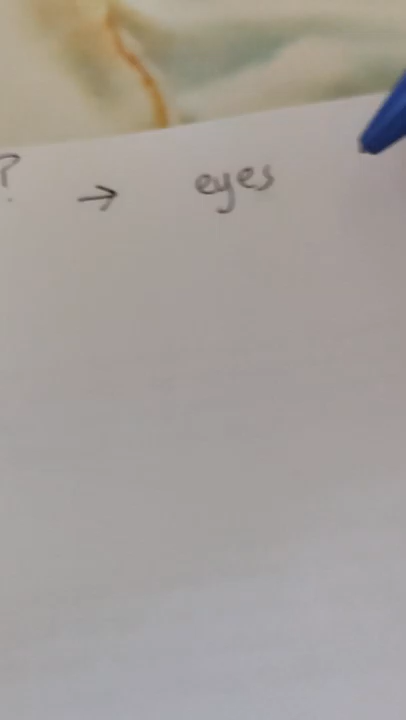 ? → eyes